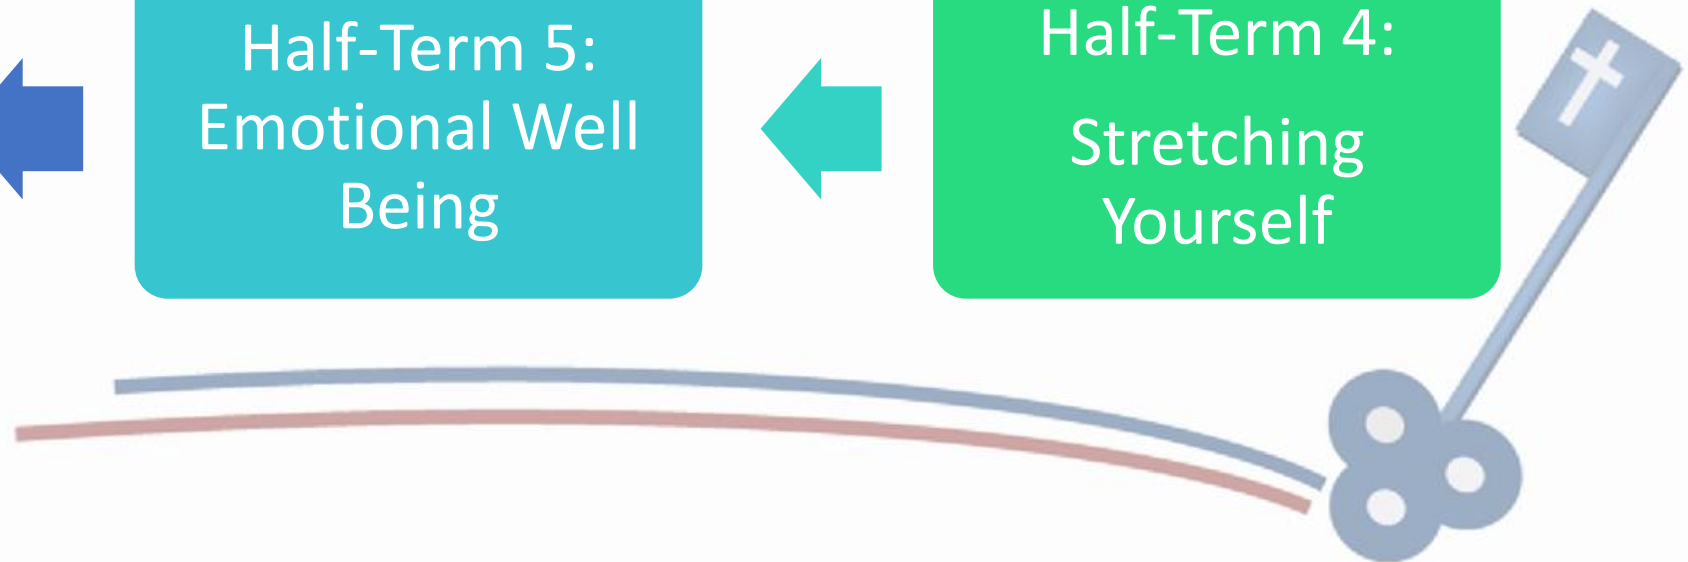 Half-Term 5:
Emotional Well
Being
Half-Term 4:
Stretching
Yourself